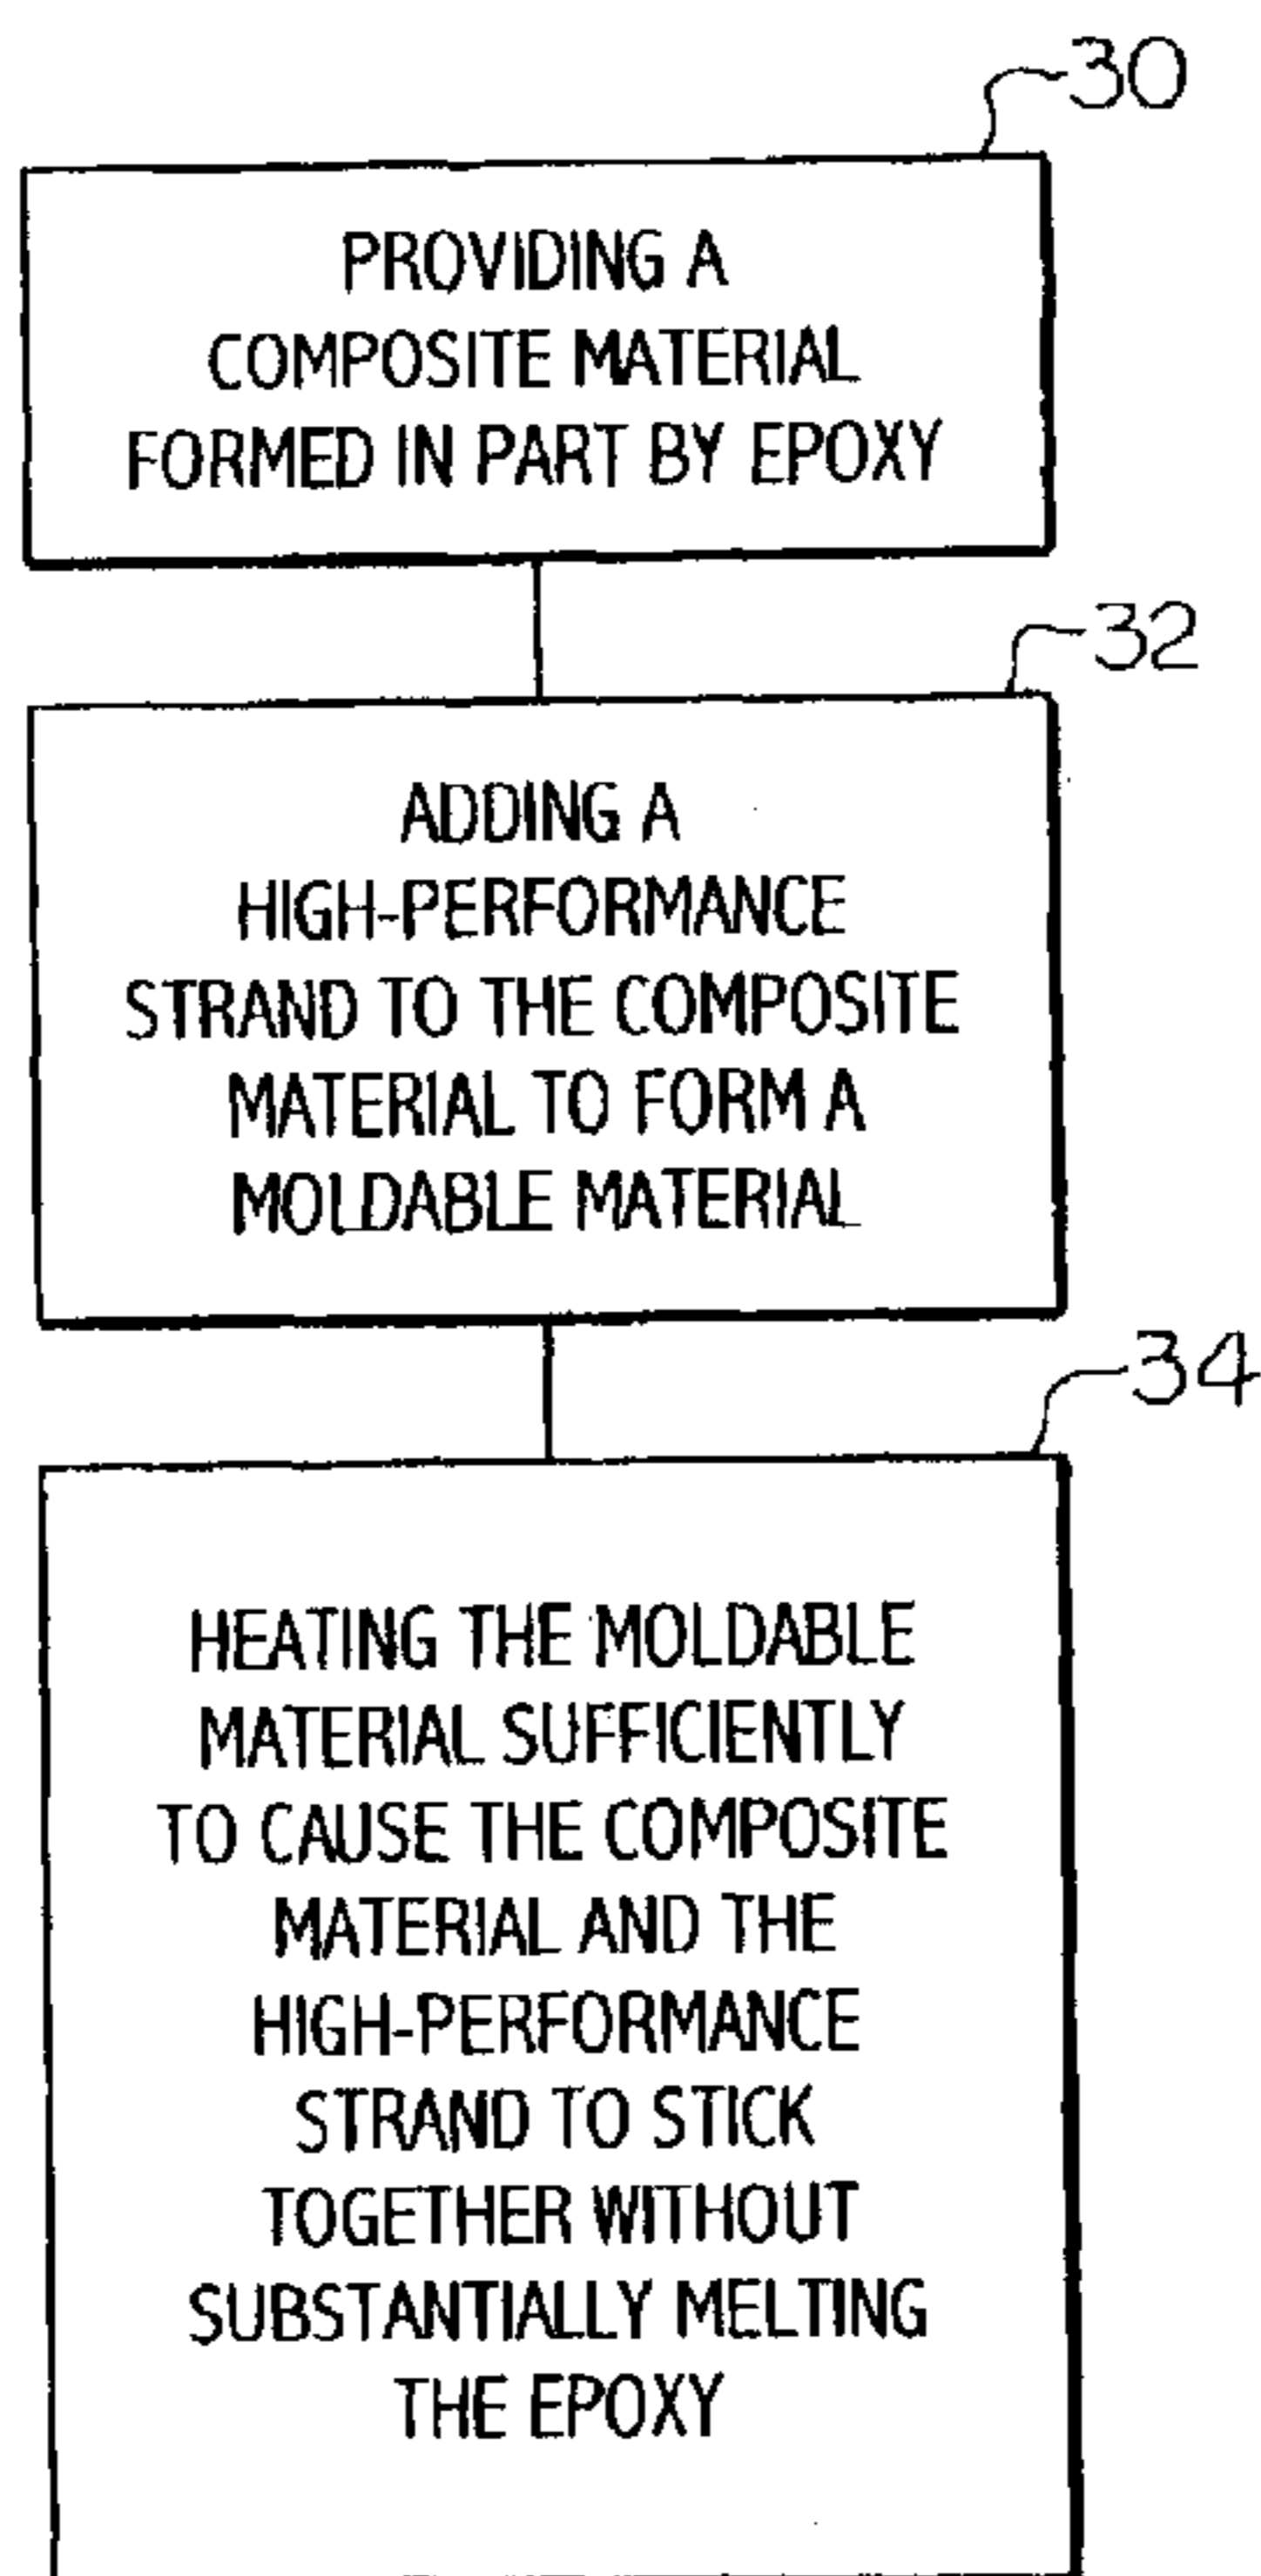 30
PROVIDING A
COMPOSITE MATERIAL
FORMED IN PART BY EPOXY
32
ADDING A
HIGH-PERFORMANCE
STRAND TO THE COMPOSITE
MATERIAL TO FORM A
MOLDABLE MATERIAL
34
HEATING THE MOLDABLE
MATERIAL SUFFICIENTLY
TO CAUSE THE COMPOSITE
MATERIAL AND THE
HIGH-PERFORMANCE
STRAND TO STICK
TOGETHER WITHOUT
SUBSTANTIALLY MELTING
THE EPOXY